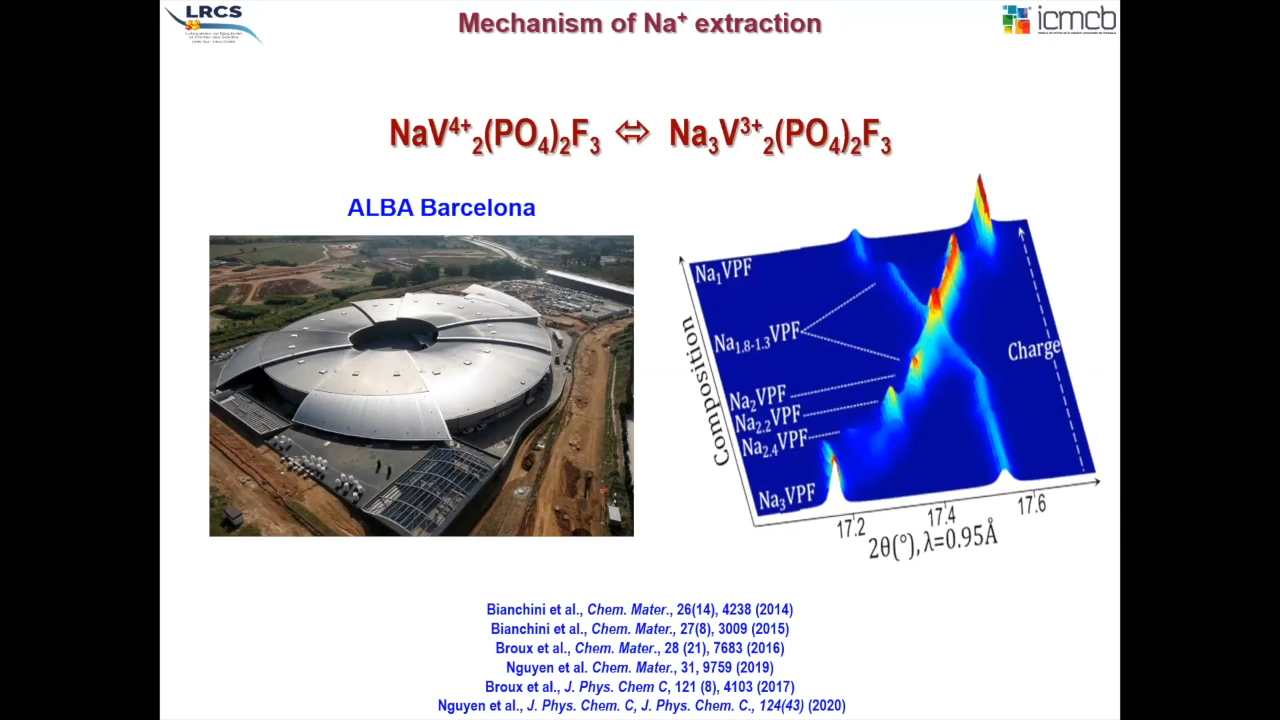 LRCS
Mechanism of Na⁺ extraction
icmcb
NaV⁴⁺₂(PO₄)₂F₃ ⇔ Na₃V³⁺₂(PO₄)₂F₃
ALBA Barcelona
Na₁VPF
Na₁.₈₋₁.₃VPF
Na₂VPF
Na₂.₂VPF
Na₂.₄VPF
Na₃VPF
Composition
Charge
17.2 17.4 17.6
2θ(°), λ=0.95Å
Bianchini et al., Chem. Mater., 26(14), 4238 (2014)
Bianchini et al., Chem. Mater., 27(8), 3009 (2015)
Broux et al., Chem. Mater., 28 (21), 7683 (2016)
Nguyen et al. Chem. Mater., 31, 9759 (2019)
Broux et al., J. Phys. Chem C, 121 (8), 4103 (2017)
Nguyen et al., J. Phys. Chem. C, J. Phys. Chem. C., 124(43) (2020)